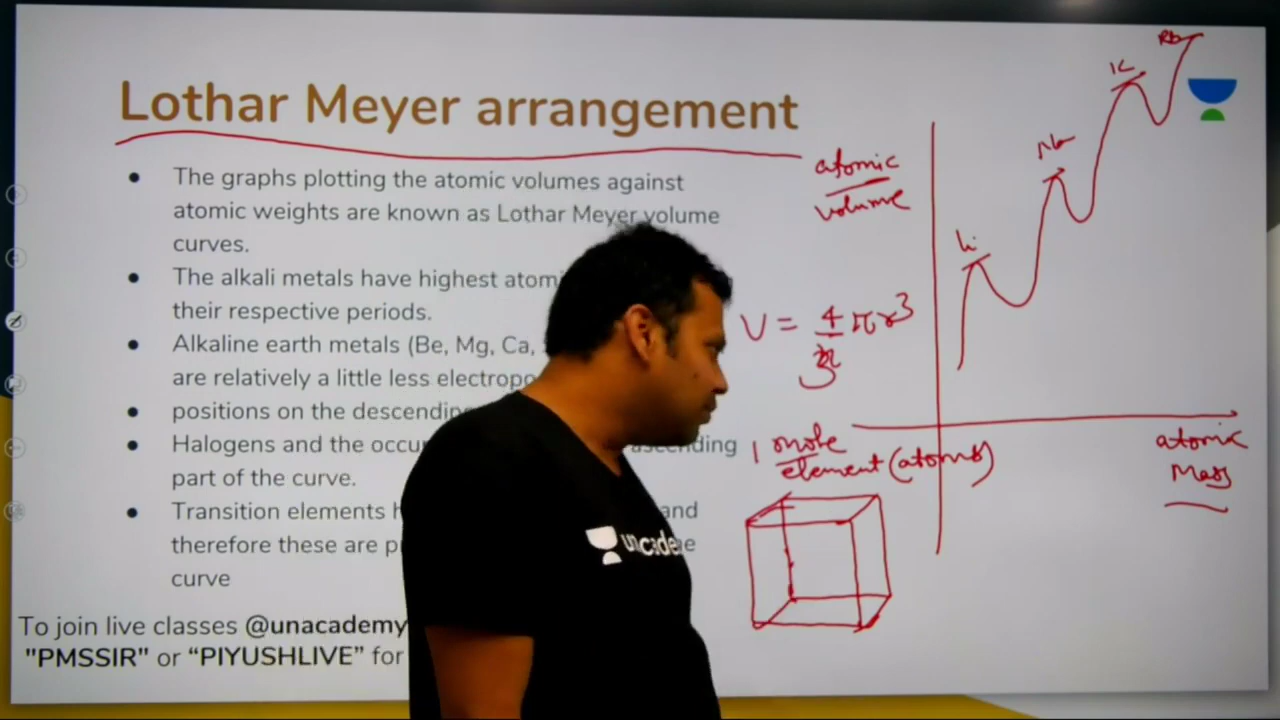 Lothar Meyer arrangement
The graphs plotting the atomic volumes against
atomic weights are known as Lothar Meyer volume
curves.
The alkali metals have highest
their respective periods.
Alkaline earth metals (Be, Mg, Ca,
are relatively a little less
positions on the
Halogens and the ascending
part of the curve.
Transition elements and
therefore these are
curve
To join live classes @unacademy
"PMSSIR" or “PIYUSHLIVE” for
atomic
volume
V = 4/3 πr³
1 mole
element (atoms)
Li
Na
K
Rb
atomic
Mass
unacademy